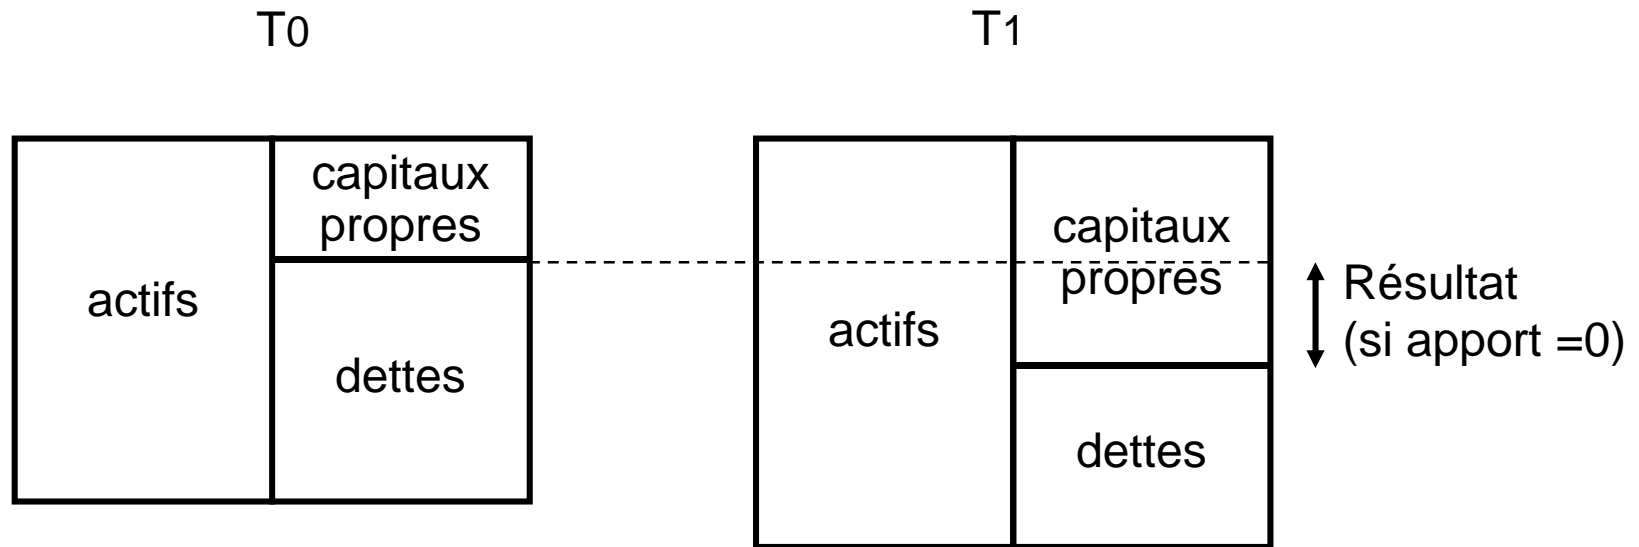 T0
T1
actifs
capitaux
propres
dettes
actifs
capitaux
propres
dettes
Résultat
(si apport =0)